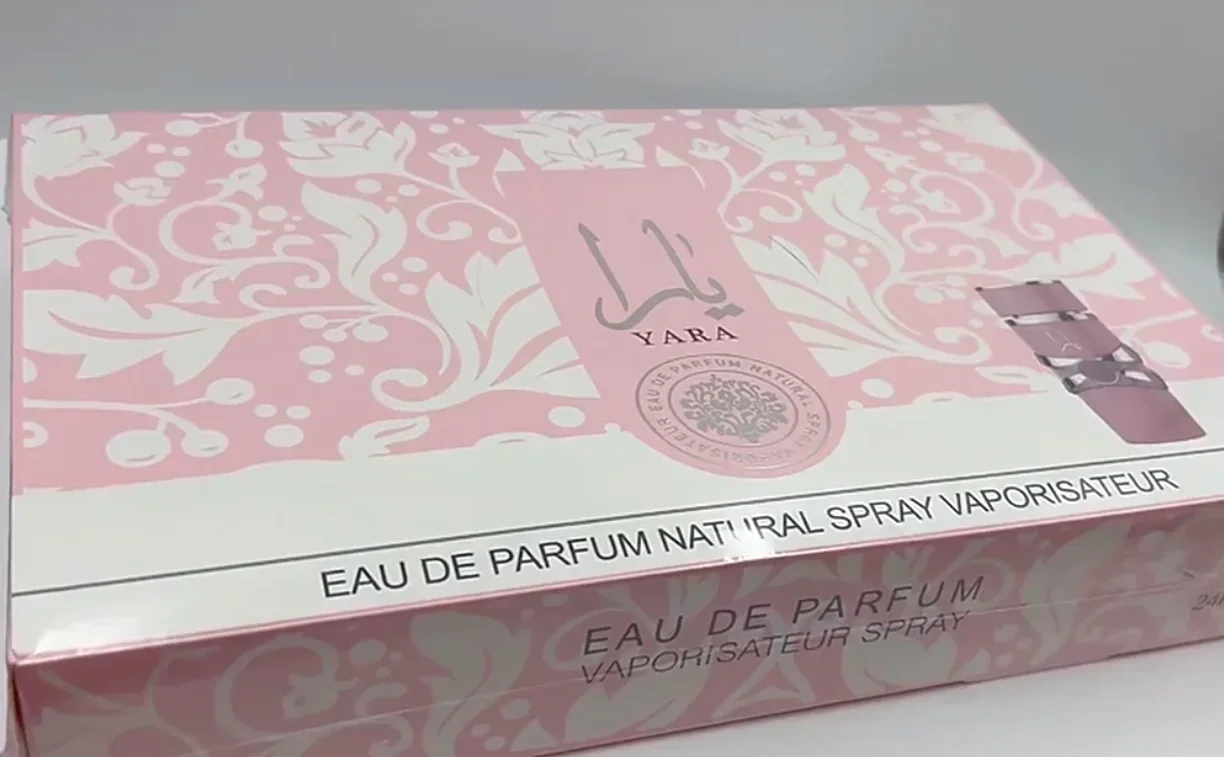 يارا
YARA
EAU DE PARFUM NATURAL SPRAY VAPORISATEUR
يارا
EAU DE PARFUM NATURAL SPRAY VAPORISATEUR
EAU DE PARFUM
VAPORISATEUR SPRAY